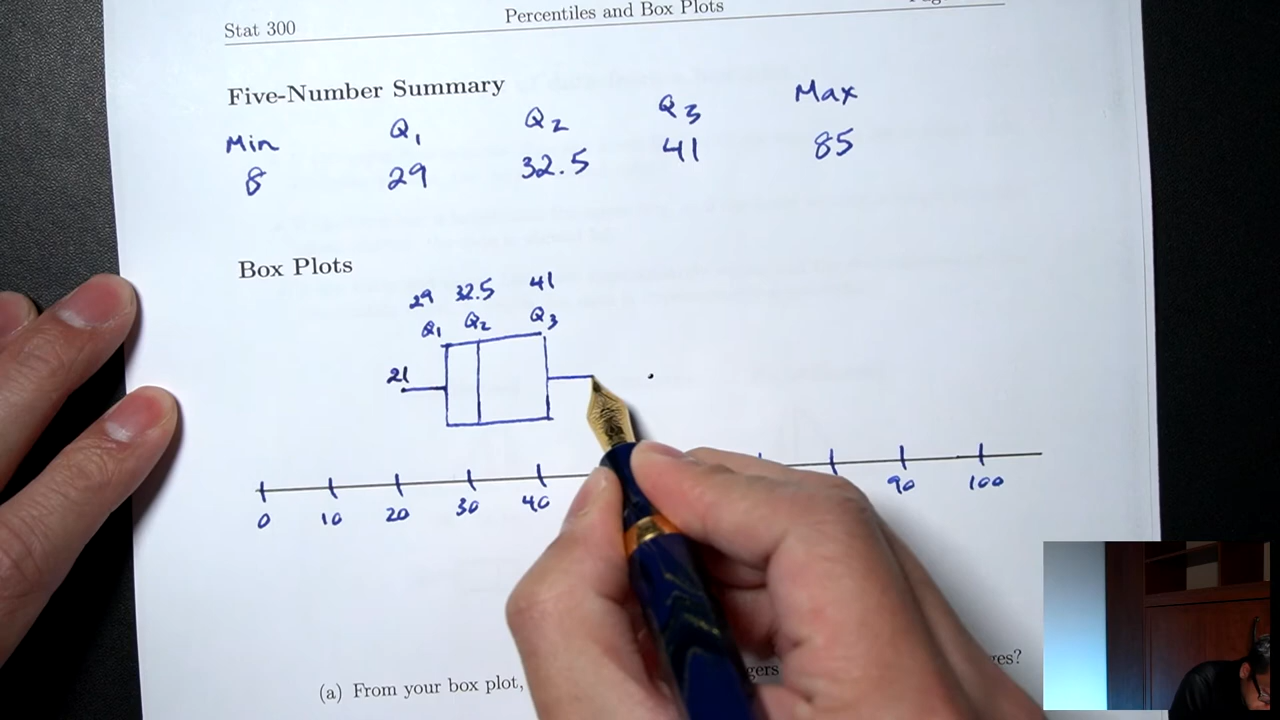 Stat 300 Percentiles and Box Plots
Five-Number Summary
Min Q1 Q2 Q3 Max
8 29 32.5 41 85
Box Plots
29 32.5 41
Q1 Q2 Q3
21
0 10 20 30 40 90 100
(a) From your box plot,